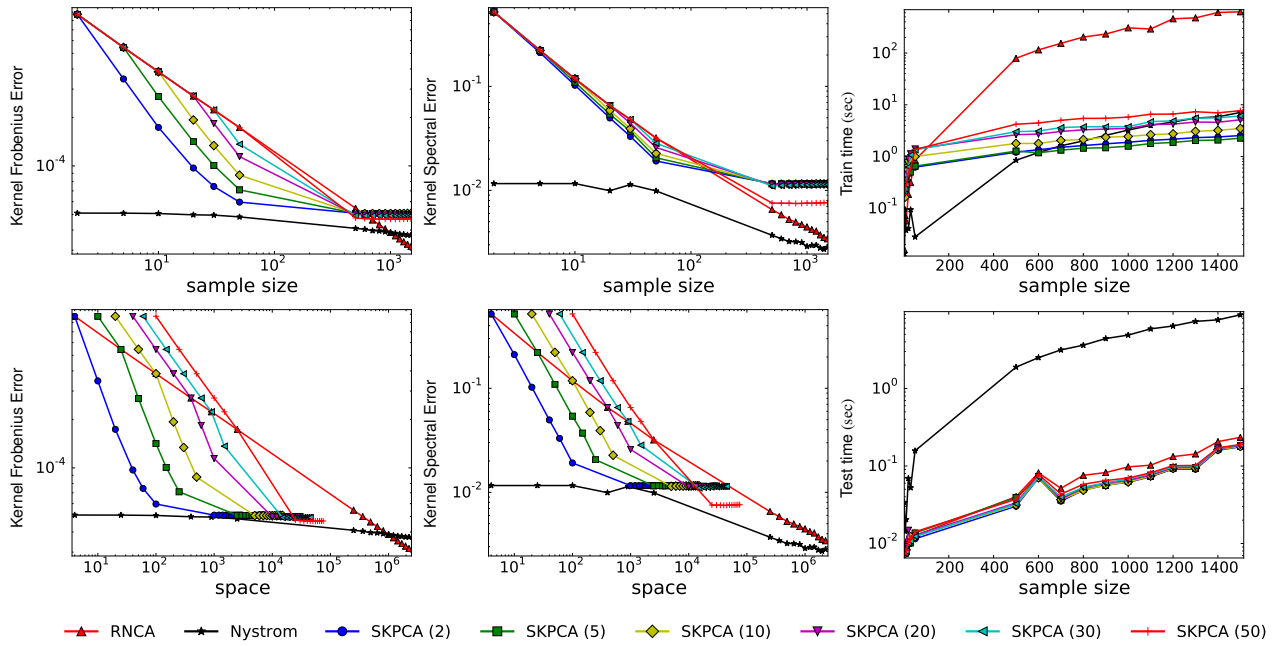 Kernel Frobenius Error
10^-4
10^1 10^2 10^3
sample size
Kernel Spectral Error
10^-1
10^-2
10^1 10^2 10^3
sample size
Train time (sec)
10^2
10^1
10^0
10^-1
200 400 600 800 1000 1200 1400
sample size
Kernel Frobenius Error
10^-4
10^1 10^2 10^3 10^4 10^5 10^6
space
Kernel Spectral Error
10^-1
10^-2
10^1 10^2 10^3 10^4 10^5 10^6
space
Test time (sec)
10^0
10^-1
10^-2
200 400 600 800 1000 1200 1400
sample size
RNCA Nystrom SKPCA (2) SKPCA (5) SKPCA (10) SKPCA (20) SKPCA (30) SKPCA (50)